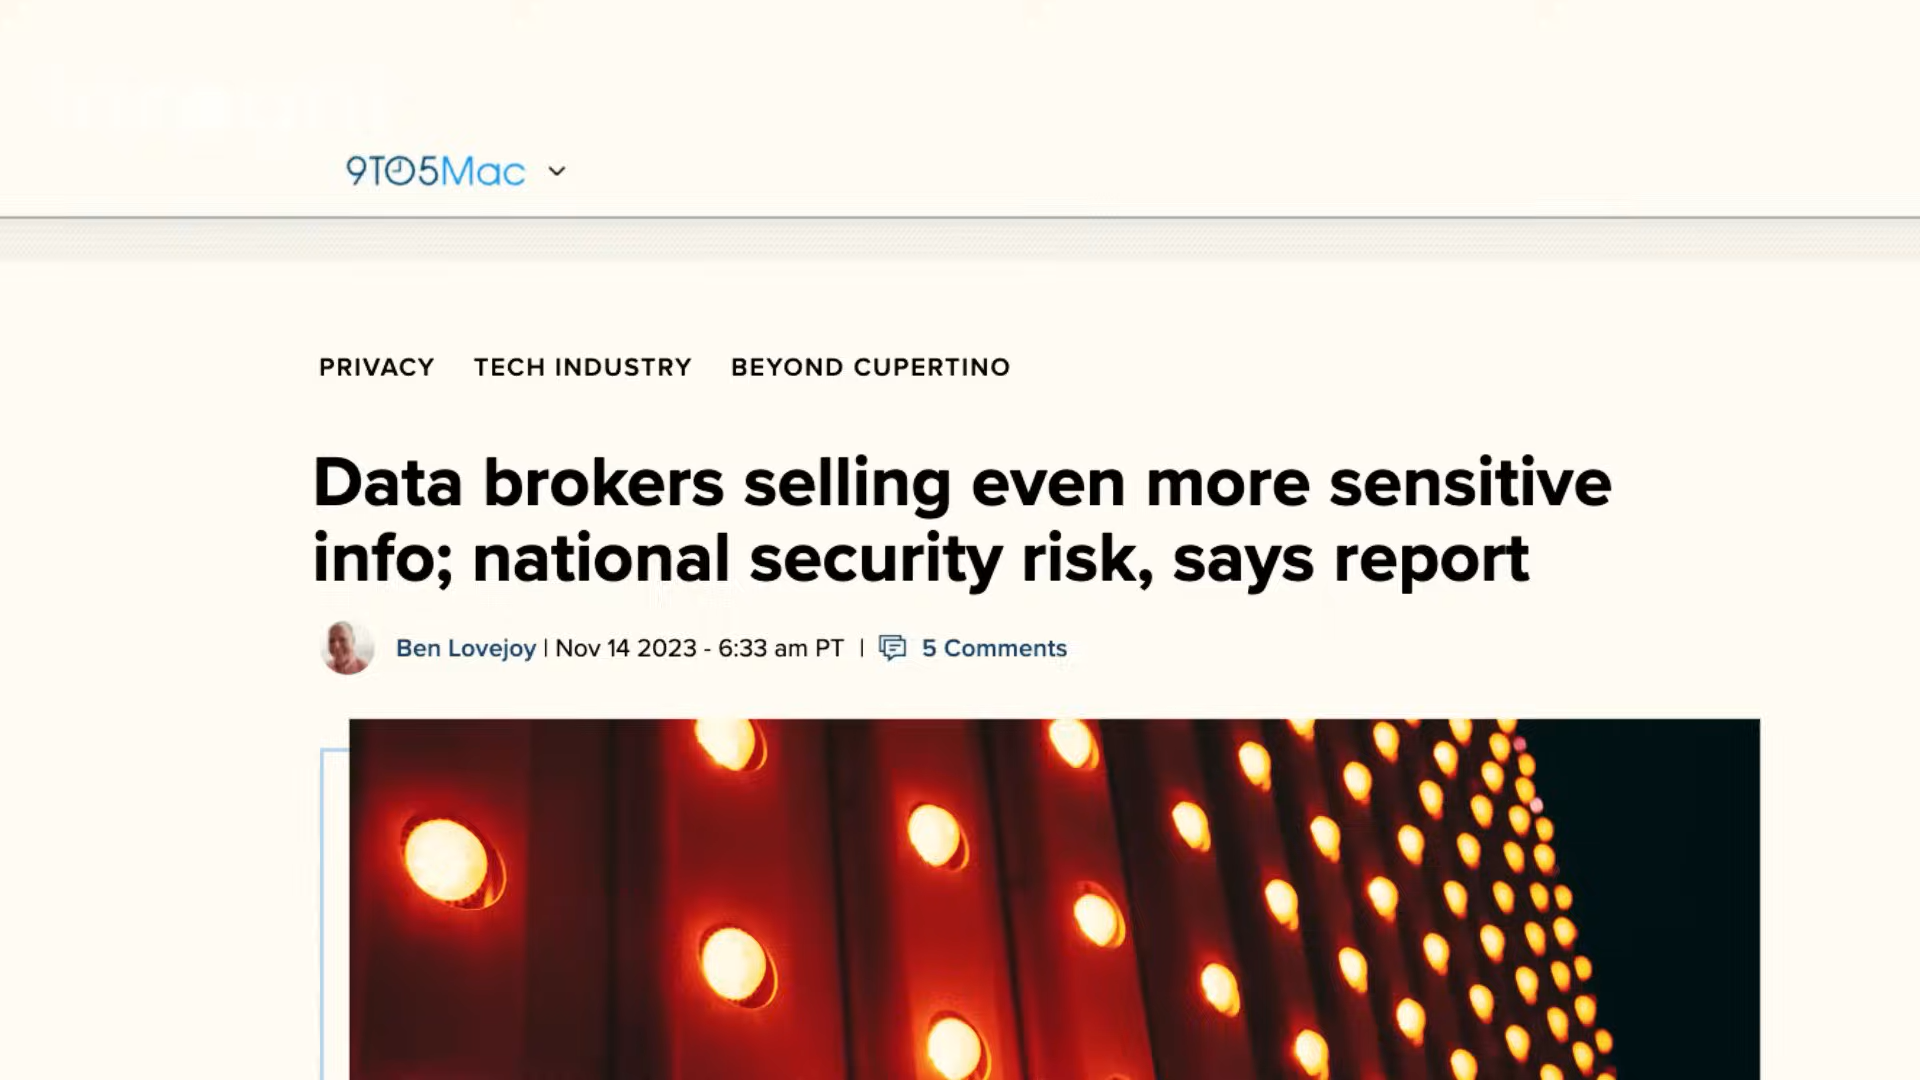 9TO5Mac
PRIVACY TECH INDUSTRY BEYOND CUPERTINO
Data brokers selling even more sensitive
info; national security risk, says report
Ben Lovejoy | Nov 14 2023 - 6:33 am PT | 5 Comments